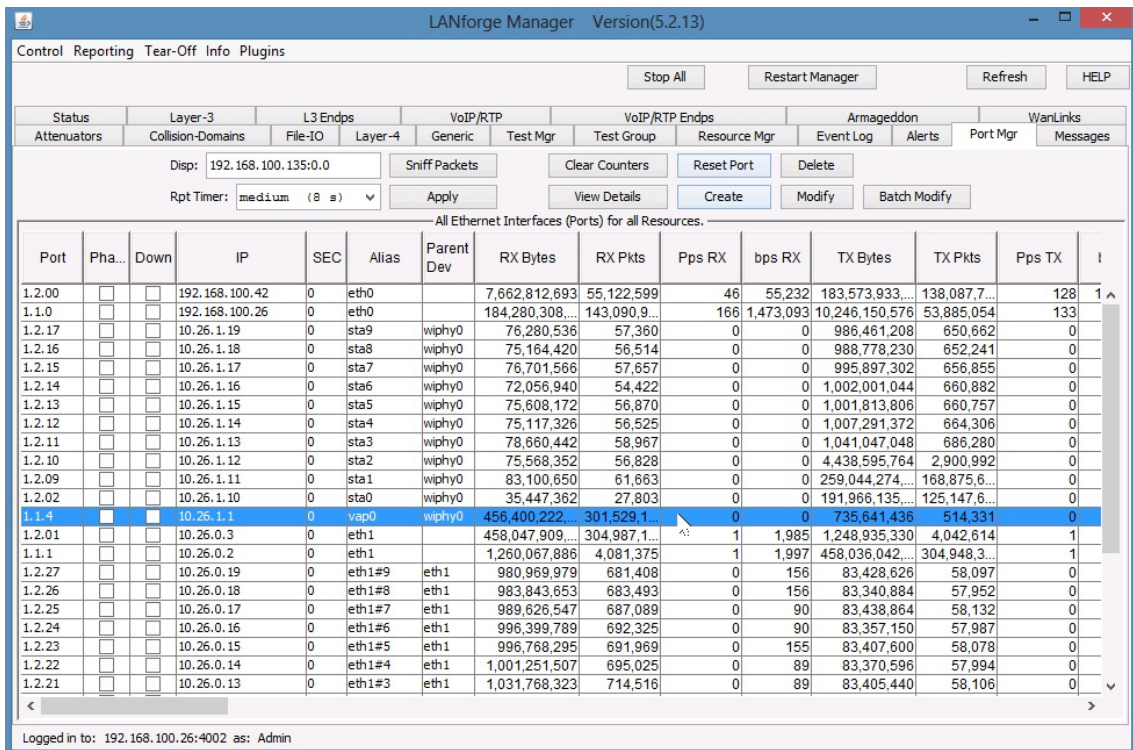 LANforge Manager Version(5.2.13)
Control Reporting Tear-Off Info Plugins
Stop All Restart Manager Refresh HELP
Status Layer-3 L3 Endps VoIP/RTP VoIP/RTP Endps Armageddon WanLinks
Attenuators Collision-Domains File-IO Layer-4 Generic Test Mgr Test Group Resource Mgr Event Log Alerts Port Mgr Messages
Disp: 192.168.100.135:0.0 Sniff Packets Clear Counters Reset Port Delete
Rpt Timer: medium (8 s) Apply View Details Create Modify Batch Modify
All Ethernet Interfaces (Ports) for all Resources.
Port Pha... Down IP SEC Alias Parent Dev RX Bytes RX Pkts Pps RX bps RX TX Bytes TX Pkts Pps TX
1.2.00 192.168.100.42 0 eth0 7,662,812,693 55,122,599 46 55,232 183,573,933,... 138,087,7... 128 1
1.1.0 192.168.100.26 0 eth0 184,280,308,... 143,090,9... 166 1,473,093 10,246,150,576 53,885,054 133
1.2.17 10.26.1.19 0 sta9 wiphy0 76,280,536 57,360 0 0 986,461,208 650,662 0
1.2.16 10.26.1.18 0 sta8 wiphy0 75,164,420 56,514 0 0 988,778,230 652,241 0
1.2.15 10.26.1.17 0 sta7 wiphy0 76,701,566 57,657 0 0 995,897,302 656,855 0
1.2.14 10.26.1.16 0 sta6 wiphy0 72,056,940 54,422 0 0 1,002,001,044 660,882 0
1.2.13 10.26.1.15 0 sta5 wiphy0 75,608,172 56,870 0 0 1,001,813,806 660,757 0
1.2.12 10.26.1.14 0 sta4 wiphy0 75,117,326 56,525 0 0 1,007,291,372 664,306 0
1.2.11 10.26.1.13 0 sta3 wiphy0 78,660,442 58,967 0 0 1,041,047,048 686,280 0
1.2.10 10.26.1.12 0 sta2 wiphy0 75,568,352 56,828 0 0 4,438,595,764 2,900,992 0
1.2.09 10.26.1.11 0 sta1 wiphy0 83,100,650 61,663 0 0 259,044,274,... 168,875,6... 0
1.2.02 10.26.1.10 0 sta0 wiphy0 35,447,362 27,803 0 0 191,966,135,... 125,147,6... 0
1.1.4 10.26.1.1 0 vap0 wiphy0 456,400,222,... 301,529,1... 0 0 735,641,436 514,331 0
1.2.01 10.26.0.3 0 eth1 458,047,909,... 304,987,1... 1 1,985 1,248,935,330 4,042,614 1
1.1.1 10.26.0.2 0 eth1 1,260,067,886 4,081,375 1 1,997 458,036,042,... 304,948,3... 1
1.2.27 10.26.0.19 0 eth1#9 eth1 980,969,979 681,408 0 156 83,428,626 58,097 0
1.2.26 10.26.0.18 0 eth1#8 eth1 983,843,653 683,493 0 156 83,340,884 57,952 0
1.2.25 10.26.0.17 0 eth1#7 eth1 989,626,547 687,089 0 90 83,438,864 58,132 0
1.2.24 10.26.0.16 0 eth1#6 eth1 996,399,789 692,325 0 90 83,357,150 57,987 0
1.2.23 10.26.0.15 0 eth1#5 eth1 996,768,295 691,969 0 155 83,407,600 58,078 0
1.2.22 10.26.0.14 0 eth1#4 eth1 1,001,251,507 695,025 0 89 83,370,596 57,994 0
1.2.21 10.26.0.13 0 eth1#3 eth1 1,031,768,323 714,516 0 89 83,405,440 58,106 0
Logged in to: 192.168.100.26:4002 as: Admin